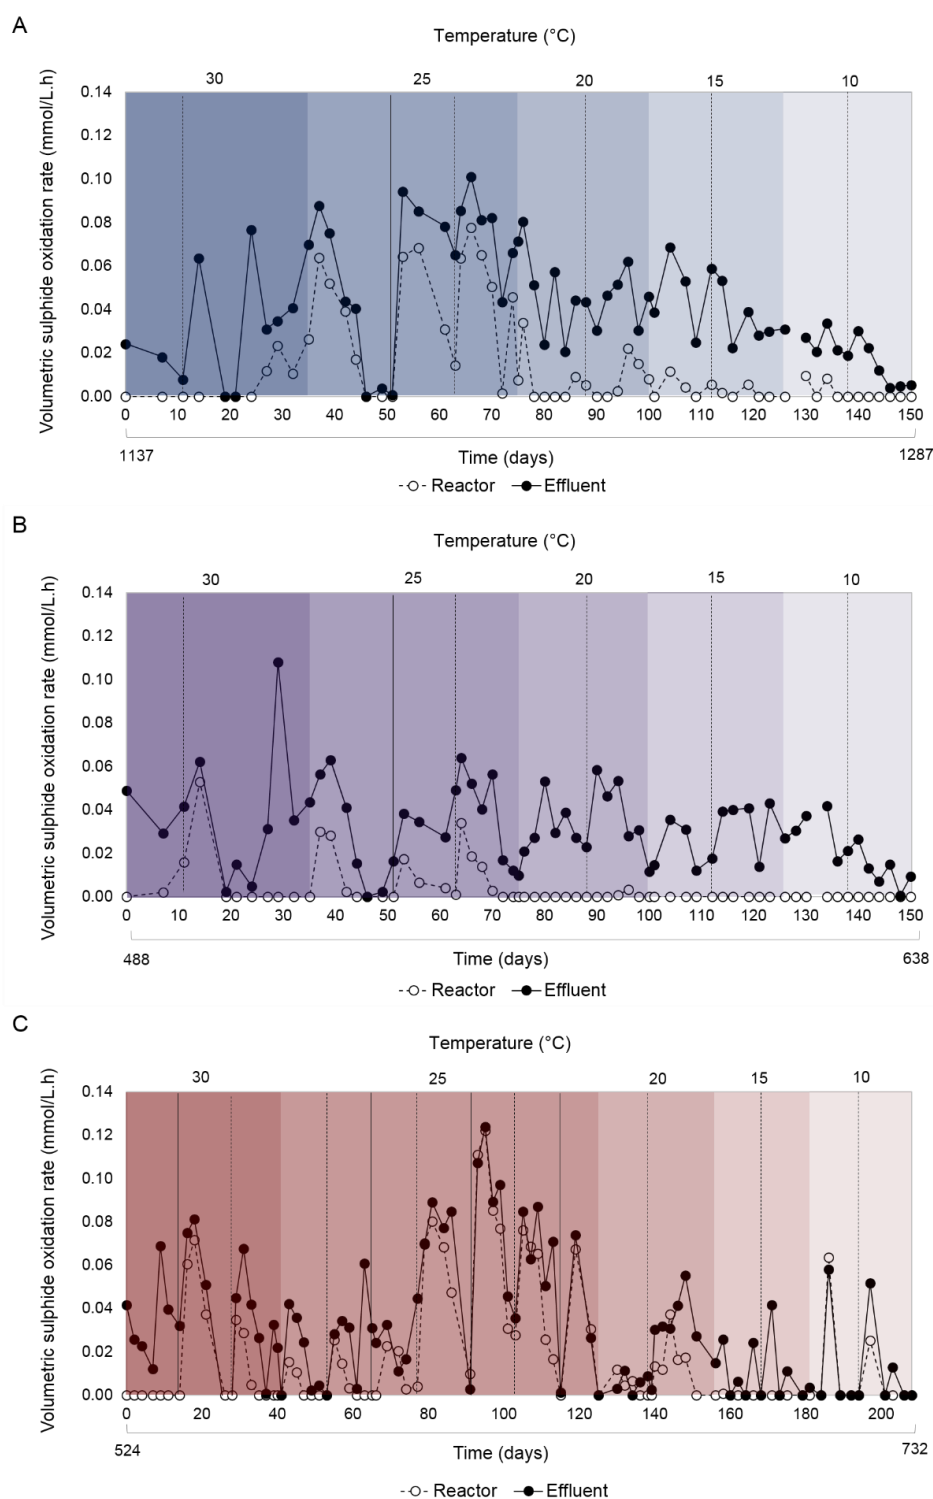 A
Temperature (°C)
30 25 20 15 10
Volumetric sulphide oxidation rate (mmol/L.h)
0.14
0.12
0.10
0.08
0.06
0.04
0.02
0.00
0 10 20 30 40 50 60 70 80 90 100 110 120 130 140 150
1137 Time (days) 1287
Reactor Effluent
B
Temperature (°C)
30 25 20 15 10
Volumetric sulphide oxidation rate (mmol/L.h)
0.14
0.12
0.10
0.08
0.06
0.04
0.02
0.00
0 10 20 30 40 50 60 70 80 90 100 110 120 130 140 150
488 Time (days) 638
Reactor Effluent
C
Temperature (°C)
30 25 20 15 10
Volumetric sulphide oxidation rate (mmol/L.h)
0.14
0.12
0.10
0.08
0.06
0.04
0.02
0.00
0 20 40 60 80 100 120 140 160 180 200
524 Time (days) 732
Reactor Effluent